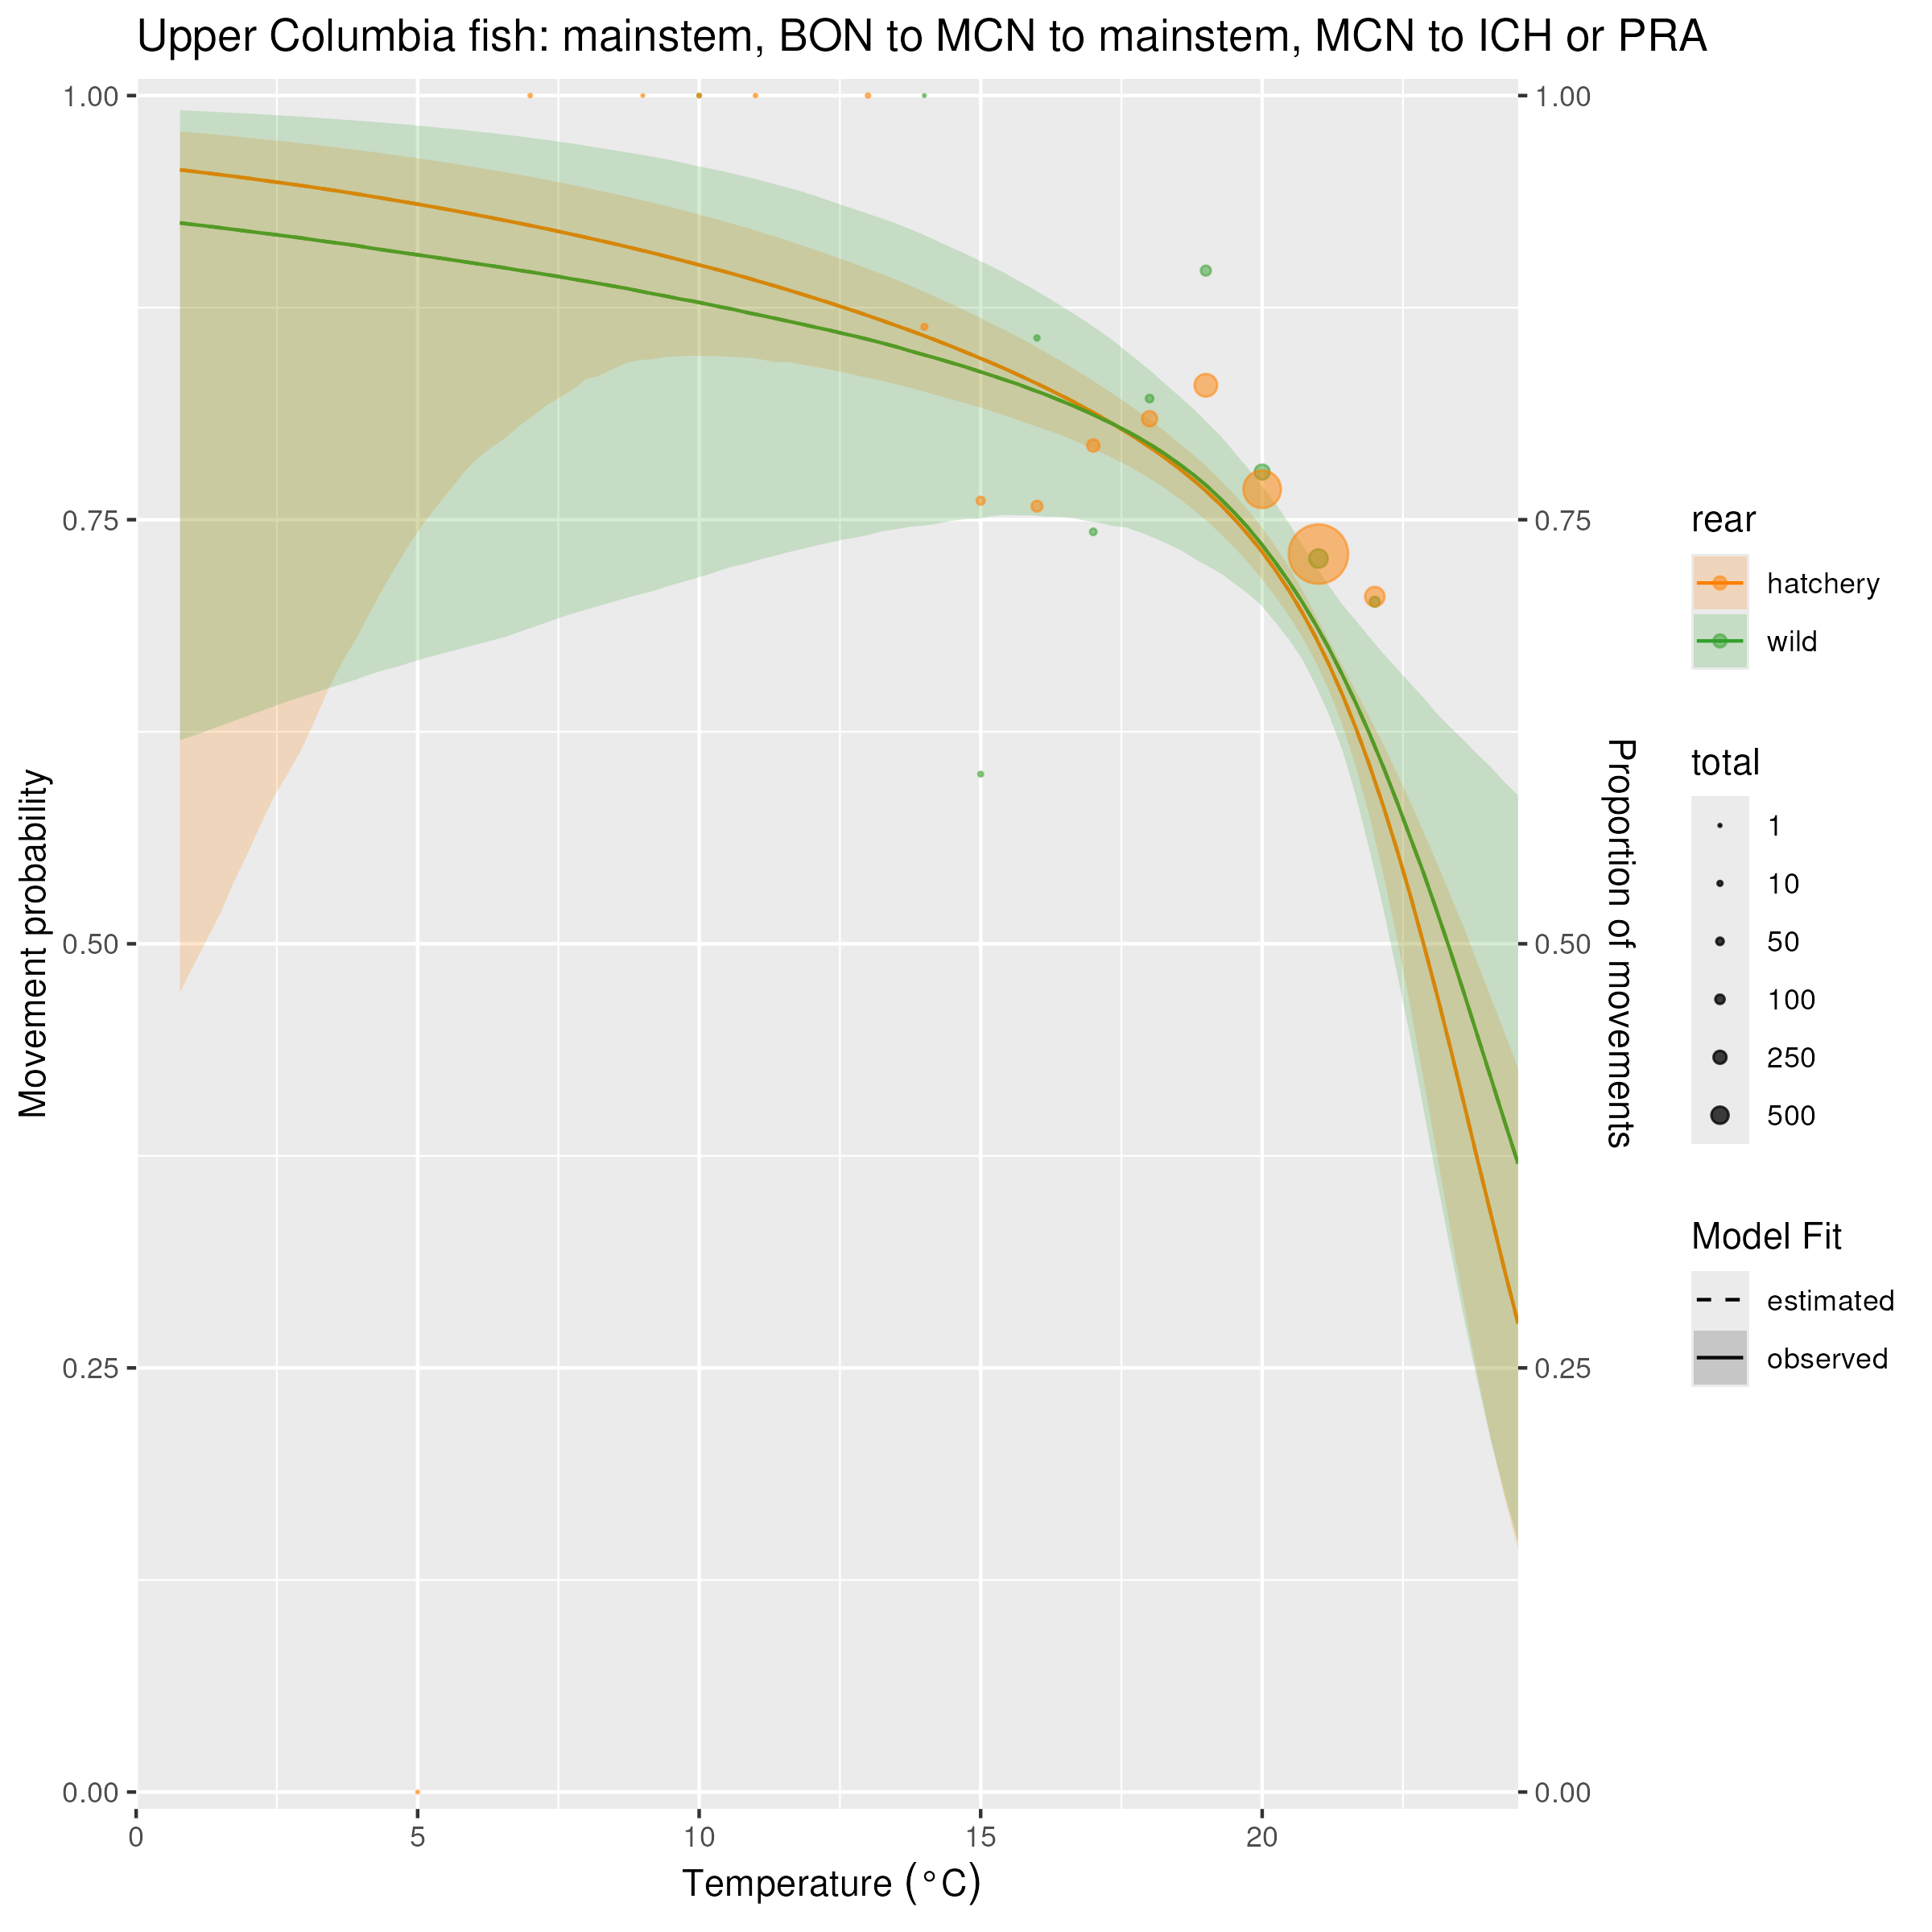 Upper Columbia fish: mainstem, BON to MCN to mainstem, MCN to ICH or PRA
Movement probability
1.00
0.75
0.50
0.25
0.00
0
5
10
15
20
Temperature (°C)
1.00
0.75
0.50
0.25
0.00
Proportion of movements
rear
hatchery
wild
total
1
10
50
100
250
500
Model Fit
estimated
observed